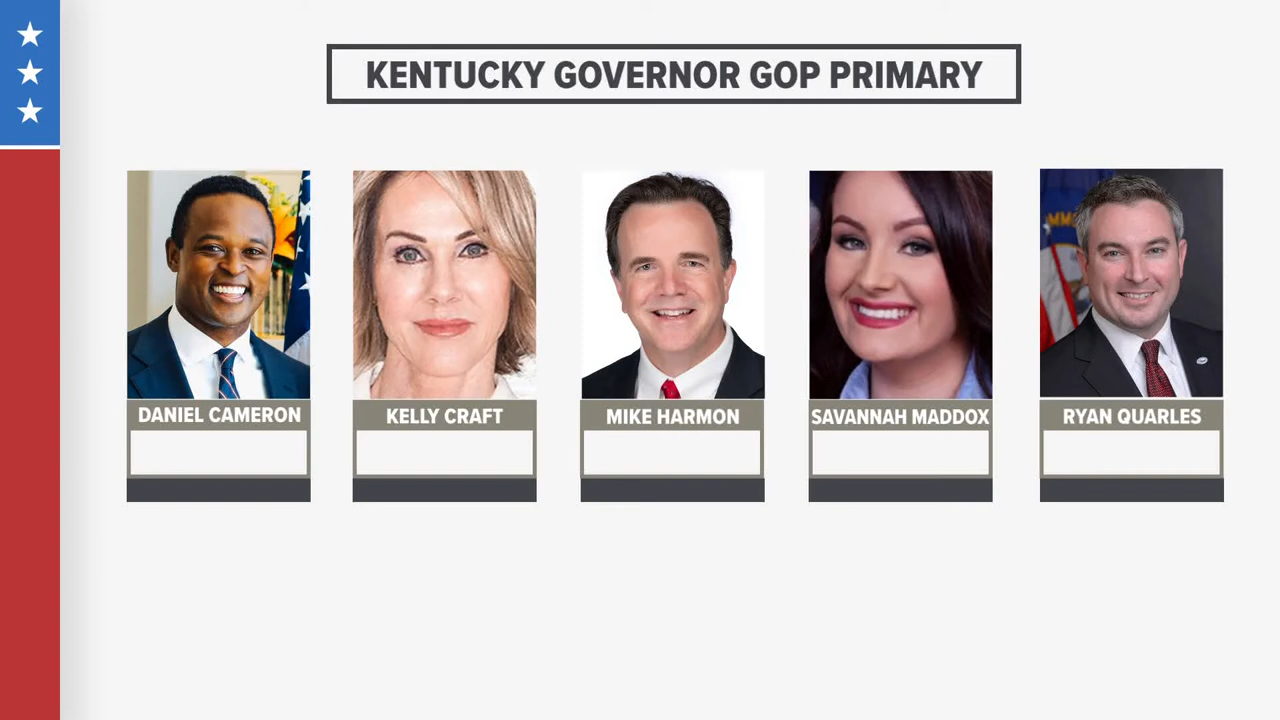 KENTUCKY GOVERNOR GOP PRIMARY
DANIEL CAMERON
KELLY CRAFT
MIKE HARMON
SAVANNAH MADDOX
RYAN QUARLES